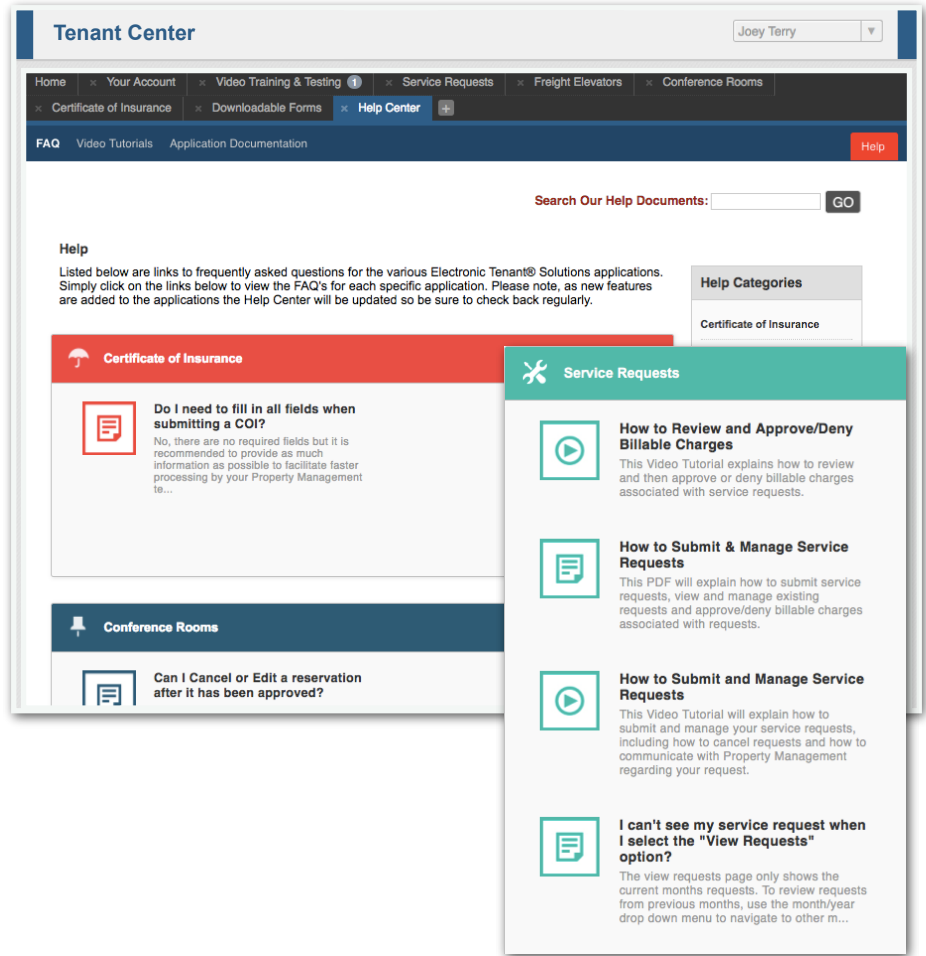 Tenant Center
Joey Terry
Home
Your Account
Video Training & Testing 1
Service Requests
Freight Elevators
Conference Rooms
Certificate of Insurance
Downloadable Forms
Help Center
FAQ
Video Tutorials
Application Documentation
Help
Search Our Help Documents:
GO
Help
Listed below are links to frequently asked questions for the various Electronic Tenant® Solutions applications.
Simply click on the links below to view the FAQ's for each specific application. Please note, as new features
are added to the applications the Help Center will be updated so be sure to check back regularly.
Help Categories
Certificate of Insurance
Certificate of Insurance
Do I need to fill in all fields when
submitting a COI?
No, there are no required fields but it is
recommended to provide as much
information as possible to facilitate faster
processing by your Property Management
te...
Conference Rooms
Can I Cancel or Edit a reservation
after it has been approved?
Service Requests
How to Review and Approve/Deny
Billable Charges
This Video Tutorial explains how to review
and then approve or deny billable charges
associated with service requests.
How to Submit & Manage Service
Requests
This PDF will explain how to submit service
requests, view and manage existing
requests and approve/deny billable charges
associated with requests.
How to Submit and Manage Service
Requests
This Video Tutorial will explain how to
submit and manage your service requests,
including how to cancel requests and how to
communicate with Property Management
regarding your request.
I can't see my service request when
I select the "View Requests"
option?
The view requests page only shows the
current months requests. To review requests
from previous months, use the month/year
drop down menu to navigate to other m...